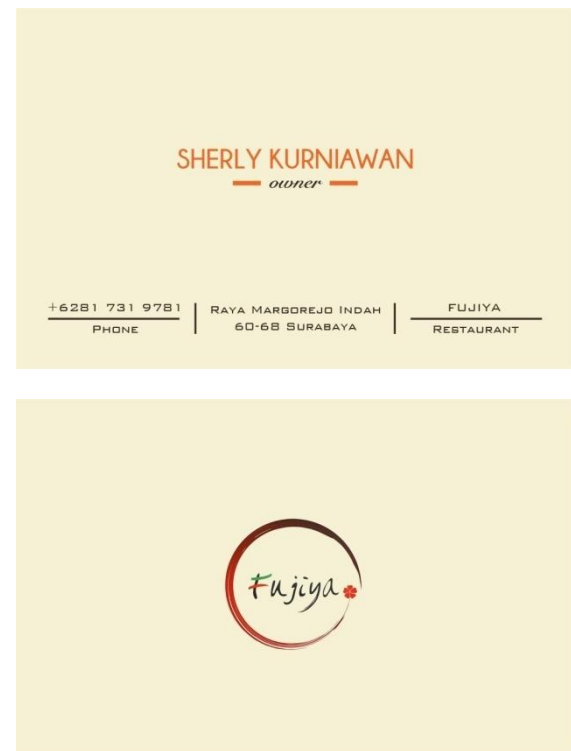 SHERLY KURNIAWAN
owner
+6281 731 9781
PHONE
RAYA MARGOREJO INDAH
60-68 SURABAYA
FUJIYA
RESTAURANT
Fujiya